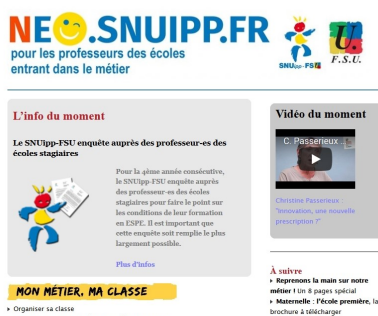 NEO.SNUIPP.FR
pour les professeurs des écoles
entrant dans le métier
SNUipp-FSU
U.
F.S.U.
L'info du moment
Le SNUipp-FSU enquête auprès des professeur-es des
écoles stagiaires
Pour la 4ème année consécutive,
le SNUipp-FSU enquête auprès
des professeur-es des écoles
stagiaires pour faire le point sur
les conditions de leur formation
en ESPE. Il est important que
cette enquête soit remplie le plus
largement possible.
Plus d'infos
MON MÉTIER, MA CLASSE
Organiser sa classe
Vidéo du moment
C. Passerieux ...
Christine Passerieux
"Innovation, une nouvelle
prescription ?"
À suivre
Reprenons la main sur notre
métier ! Un 8 pages spécial
Maternelle : l'école première, la
brochure à télécharger